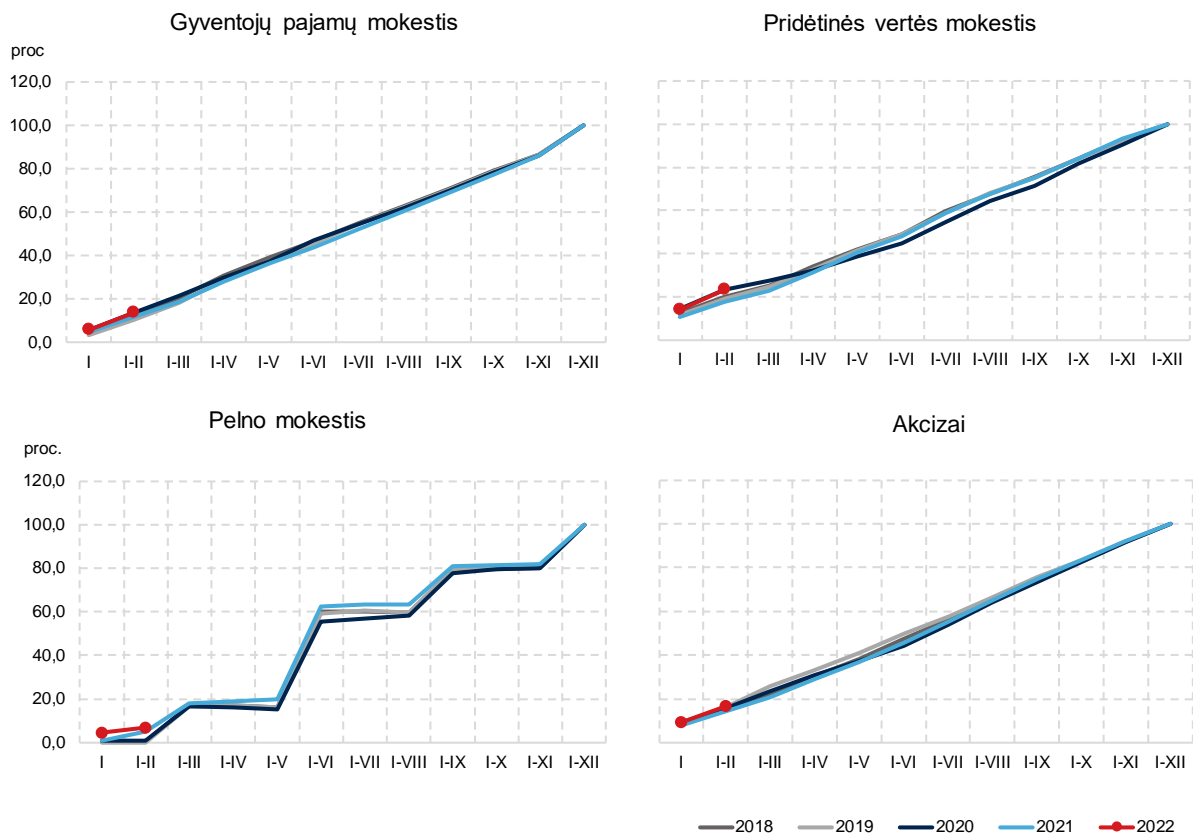 Gyventojų pajamų mokestis
proc
120,0
100,0
80,0
60,0
40,0
20,0
0,0
I I-II I-III I-IV I-V I-VI I-VII I-VIII I-IX I-X I-XI I-XII
Pridėtinės vertės mokestis
I I-II I-III I-IV I-V I-VI I-VII I-VIII I-IX I-X I-XI I-XII
Pelno mokestis
proc.
120,0
100,0
80,0
60,0
40,0
20,0
0,0
I I-II I-III I-IV I-V I-VI I-VII I-VIII I-IX I-X I-XI I-XII
Akcizai
I I-II I-III I-IV I-V I-VI I-VII I-VIII I-IX I-X I-XI I-XII
2018 2019 2020 2021 2022